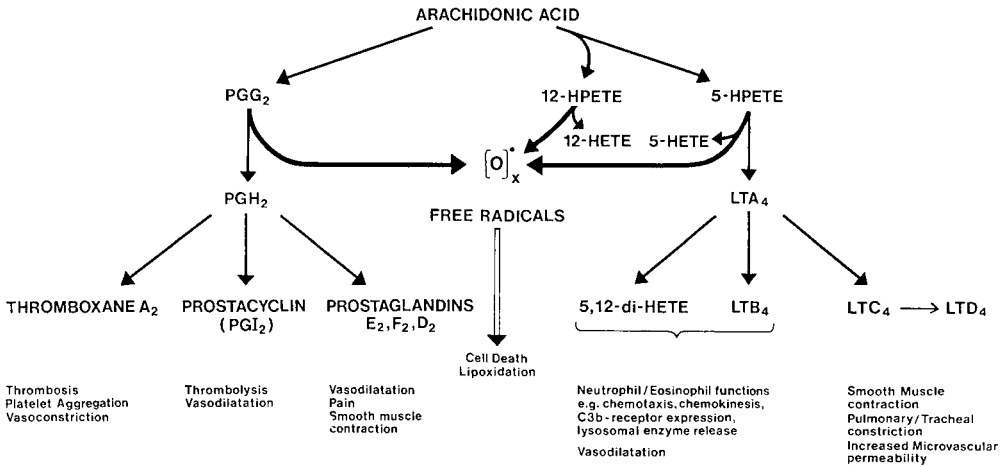 ARACHIDONIC ACID
PGG₂
12-HPETE
5-HPETE
12-HETE
5-HETE
[O]ₓ•
PGH₂
FREE RADICALS
LTA₄
THROMBOXANE A₂
PROSTACYCLIN
(PGI₂)
PROSTAGLANDINS
E₂,F₂,D₂
5,12-di-HETE
LTB₄
LTC₄
LTD₄
Cell Death
Lipoxidation
Thrombosis
Platelet Aggregation
Vasoconstriction
Thrombolysis
Vasodilatation
Vasodilatation
Pain
Smooth muscle
contraction
Neutrophil/Eosinophil functions
e.g. chemotaxis, chemokinesis,
C3b-receptor expression,
lysosomal enzyme release
Vasodilatation
Smooth Muscle
contraction
Pulmonary/Tracheal
constriction
Increased Microvascular
permeability